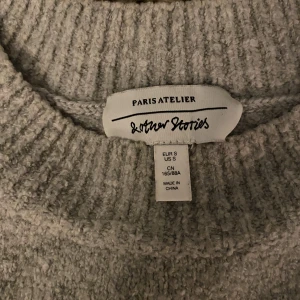 PARIS ATELIER
& Other Stories
EUR S
US S
CN
165/88A
MADE IN
CHINA